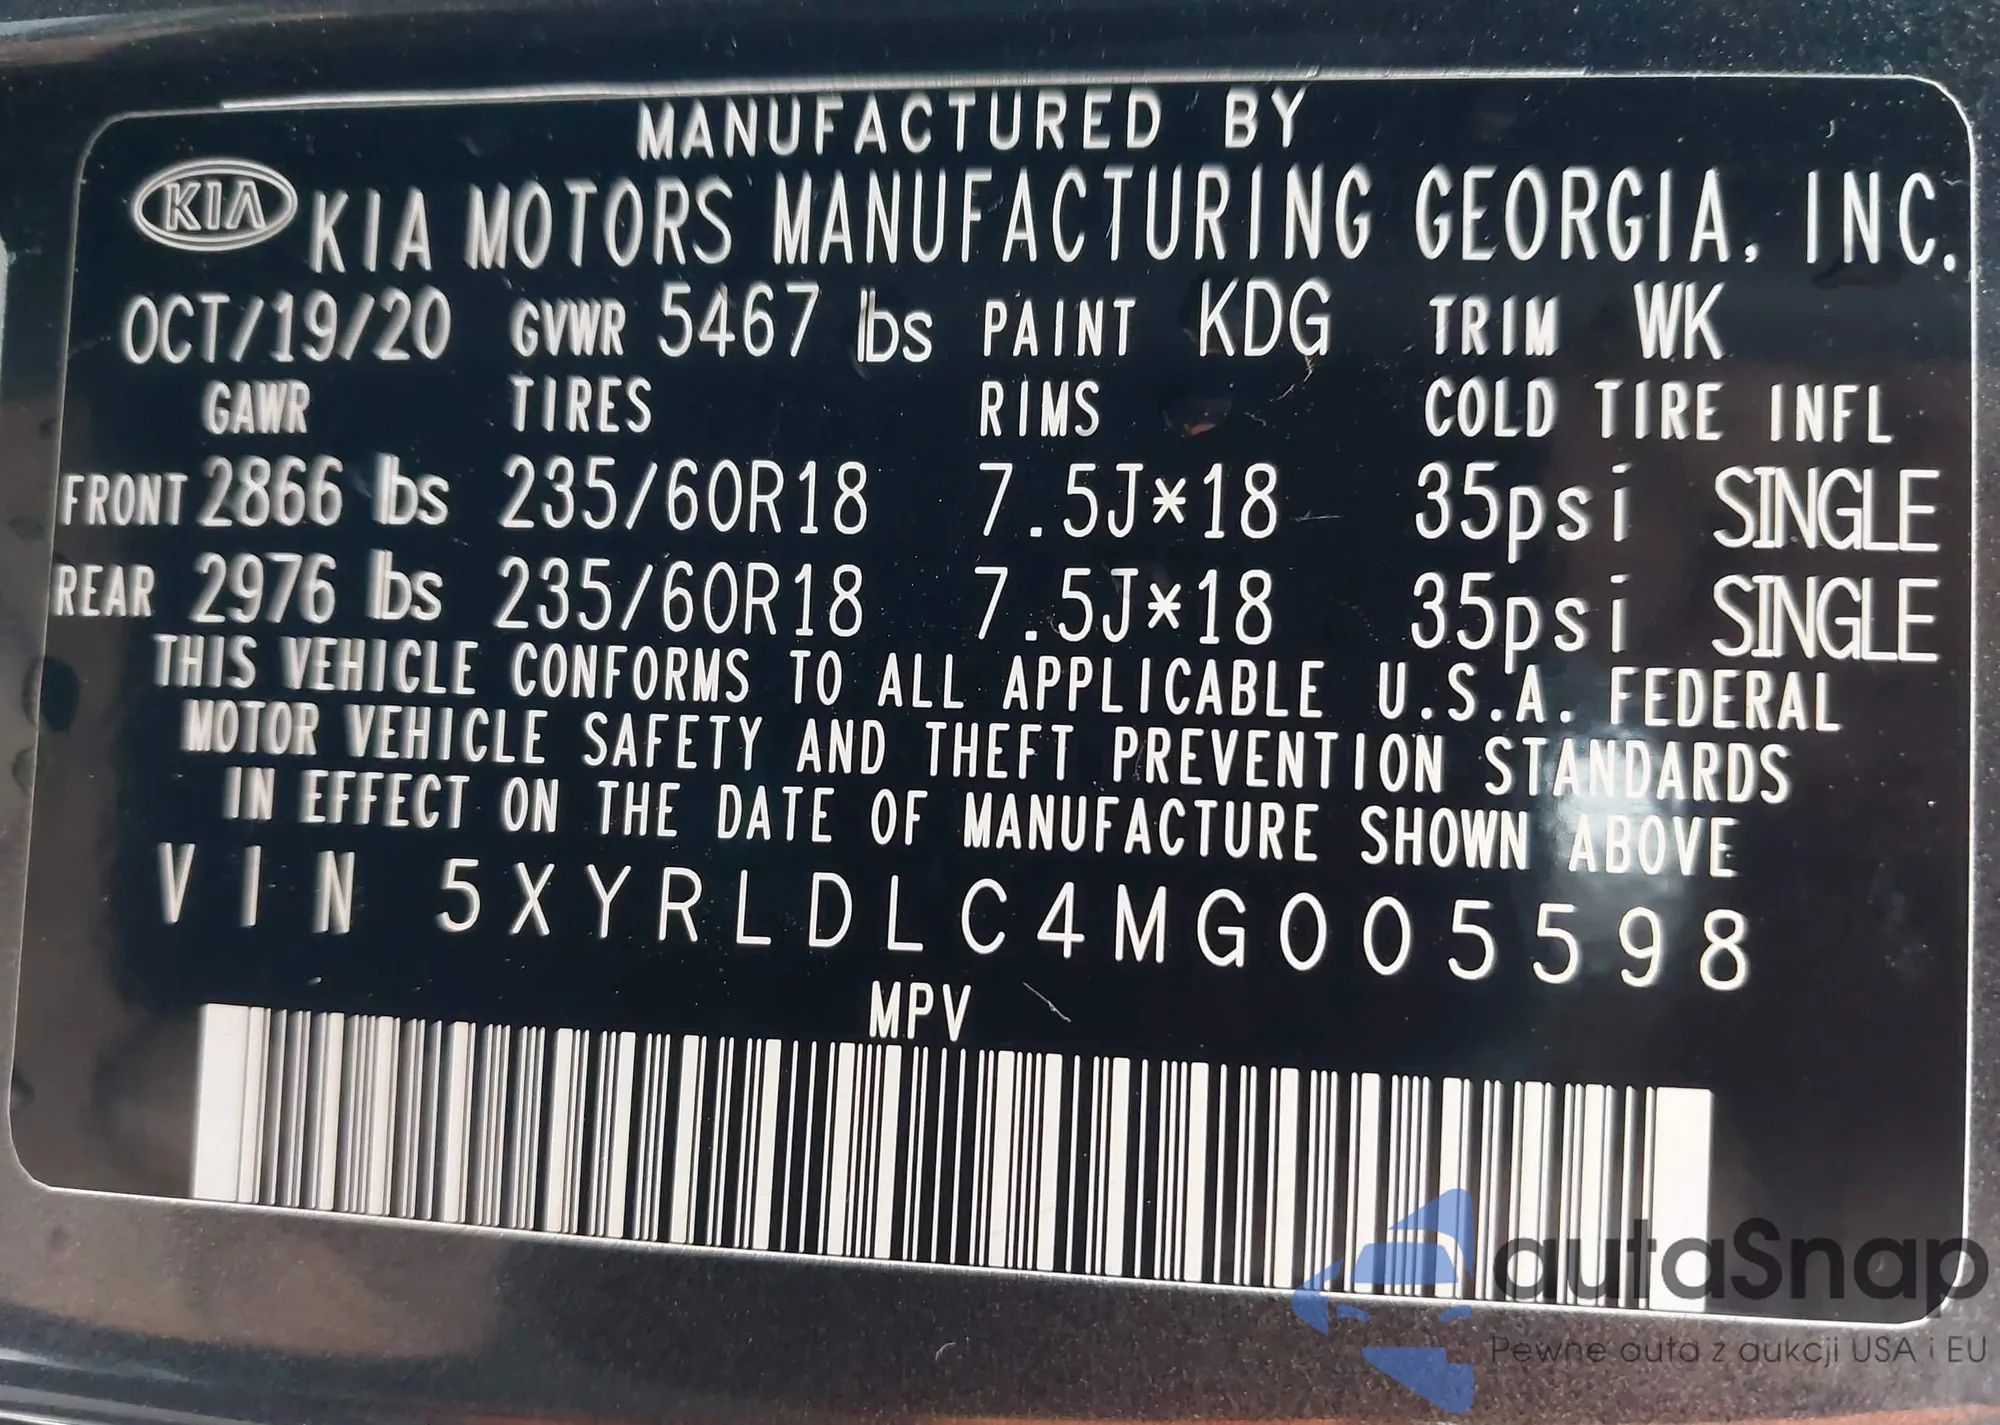 MANUFACTURED BY
KIA KIA MOTORS MANUFACTURING GEORGIA, INC.
OCT/19/20 GVWR 5467 lbs PAINT KDG TRIM WK
GAWR TIRES RIMS COLD TIRE INFL
FRONT 2866 lbs 235/60R18 7.5J*18 35psi SINGLE
REAR 2976 lbs 235/60R18 7.5J*18 35psi SINGLE
THIS VEHICLE CONFORMS TO ALL APPLICABLE U.S.A. FEDERAL
MOTOR VEHICLE SAFETY AND THEFT PREVENTION STANDARDS
IN EFFECT ON THE DATE OF MANUFACTURE SHOWN ABOVE
VIN 5XYRLDLC4MG005598
MPV
autaSnap
Pewne auta z aukcji USA i EU